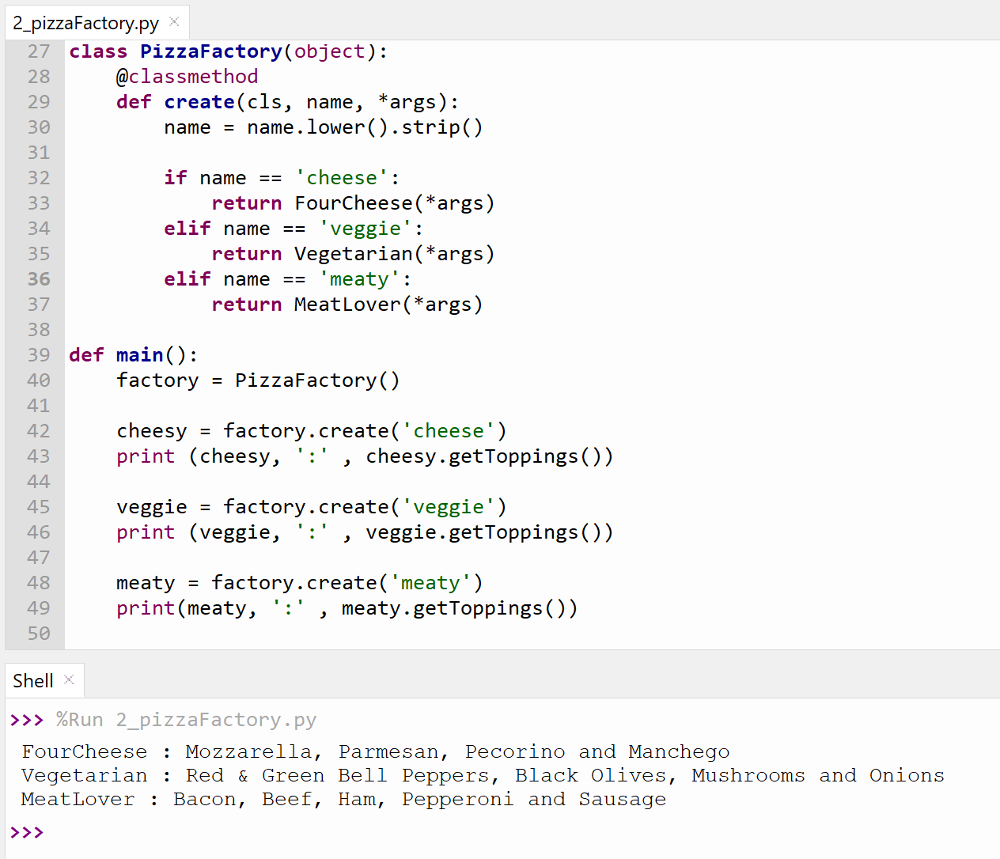 2_pizzaFactory.py ×
27 class PizzaFactory(object):
28     @classmethod
29     def create(cls, name, *args):
30         name = name.lower().strip()
31
32         if name == 'cheese':
33             return FourCheese(*args)
34         elif name == 'veggie':
35             return Vegetarian(*args)
36         elif name == 'meaty':
37             return MeatLover(*args)
38
39 def main():
40     factory = PizzaFactory()
41
42     cheesy = factory.create('cheese')
43     print (cheesy, ':' , cheesy.getToppings())
44
45     veggie = factory.create('veggie')
46     print (veggie, ':' , veggie.getToppings())
47
48     meaty = factory.create('meaty')
49     print(meaty, ':' , meaty.getToppings())
50
Shell ×
>>> %Run 2_pizzaFactory.py
FourCheese : Mozzarella, Parmesan, Pecorino and Manchego
Vegetarian : Red & Green Bell Peppers, Black Olives, Mushrooms and Onions
MeatLover : Bacon, Beef, Ham, Pepperoni and Sausage
>>>